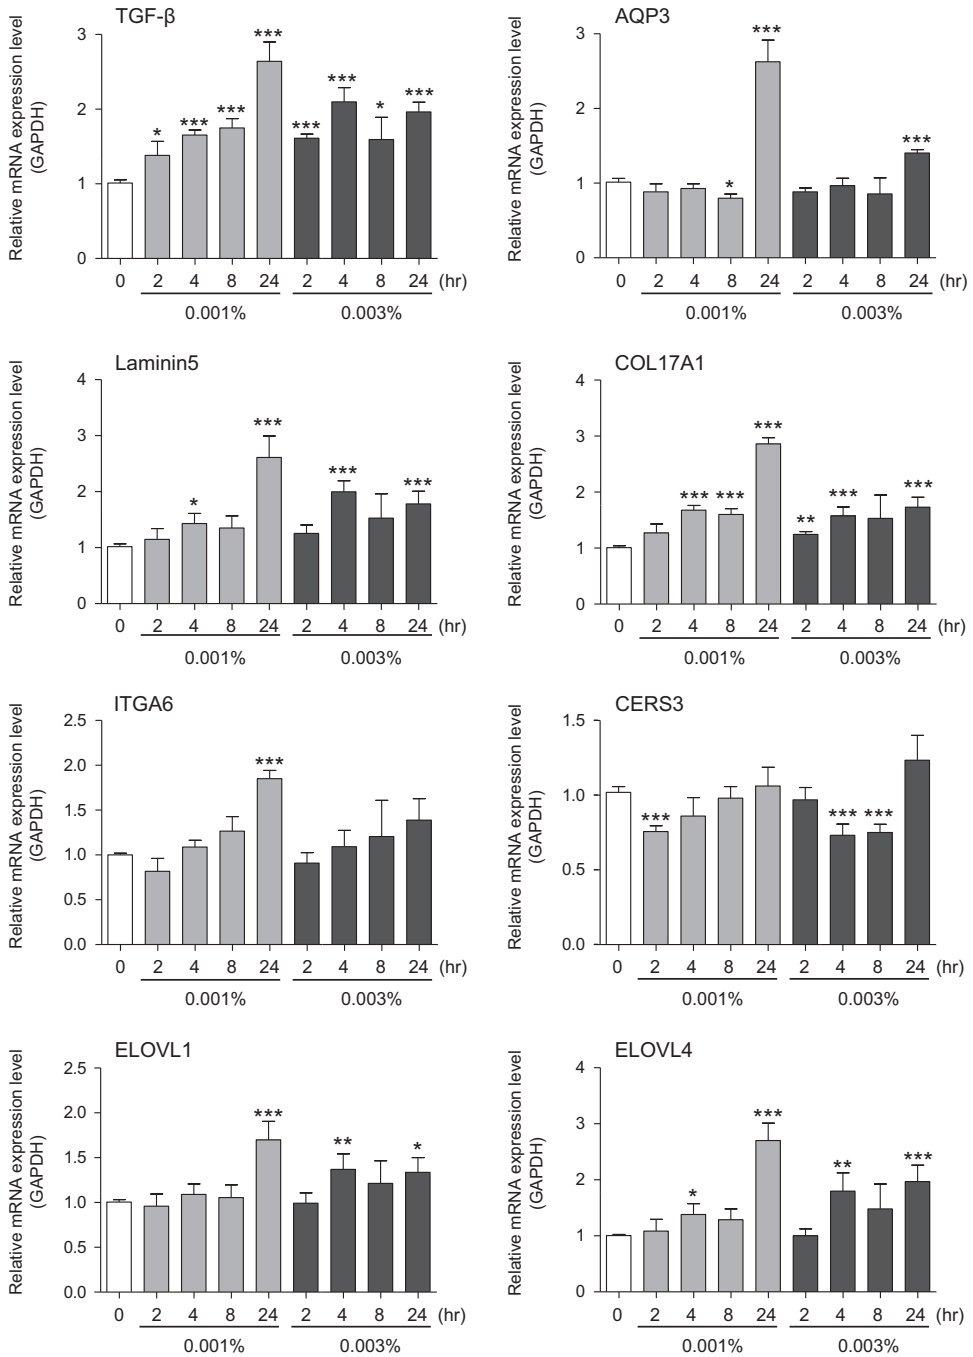 TGF-β
Relative mRNA expression level
(GAPDH)
3
2
1
0
*
***
***
***
***
***
*
***
0 2 4 8 24 2 4 8 24 (hr)
0.001% 0.003%
AQP3
Relative mRNA expression level
(GAPDH)
3
2
1
0
*
***
***
0 2 4 8 24 2 4 8 24 (hr)
0.001% 0.003%
Laminin5
Relative mRNA expression level
(GAPDH)
4
3
2
1
0
*
***
***
***
0 2 4 8 24 2 4 8 24 (hr)
0.001% 0.003%
COL17A1
Relative mRNA expression level
(GAPDH)
4
3
2
1
0
***
***
***
**
***
***
0 2 4 8 24 2 4 8 24 (hr)
0.001% 0.003%
ITGA6
Relative mRNA expression level
(GAPDH)
2.5
2.0
1.5
1.0
0.5
0.0
***
0 2 4 8 24 2 4 8 24 (hr)
0.001% 0.003%
CERS3
Relative mRNA expression level
(GAPDH)
1.5
1.0
0.5
0.0
***
***
***
0 2 4 8 24 2 4 8 24 (hr)
0.001% 0.003%
ELOVL1
Relative mRNA expression level
(GAPDH)
2.5
2.0
1.5
1.0
0.5
0.0
***
**
*
0 2 4 8 24 2 4 8 24 (hr)
0.001% 0.003%
ELOVL4
Relative mRNA expression level
(GAPDH)
4
3
2
1
0
*
***
**
***
0 2 4 8 24 2 4 8 24 (hr)
0.001% 0.003%